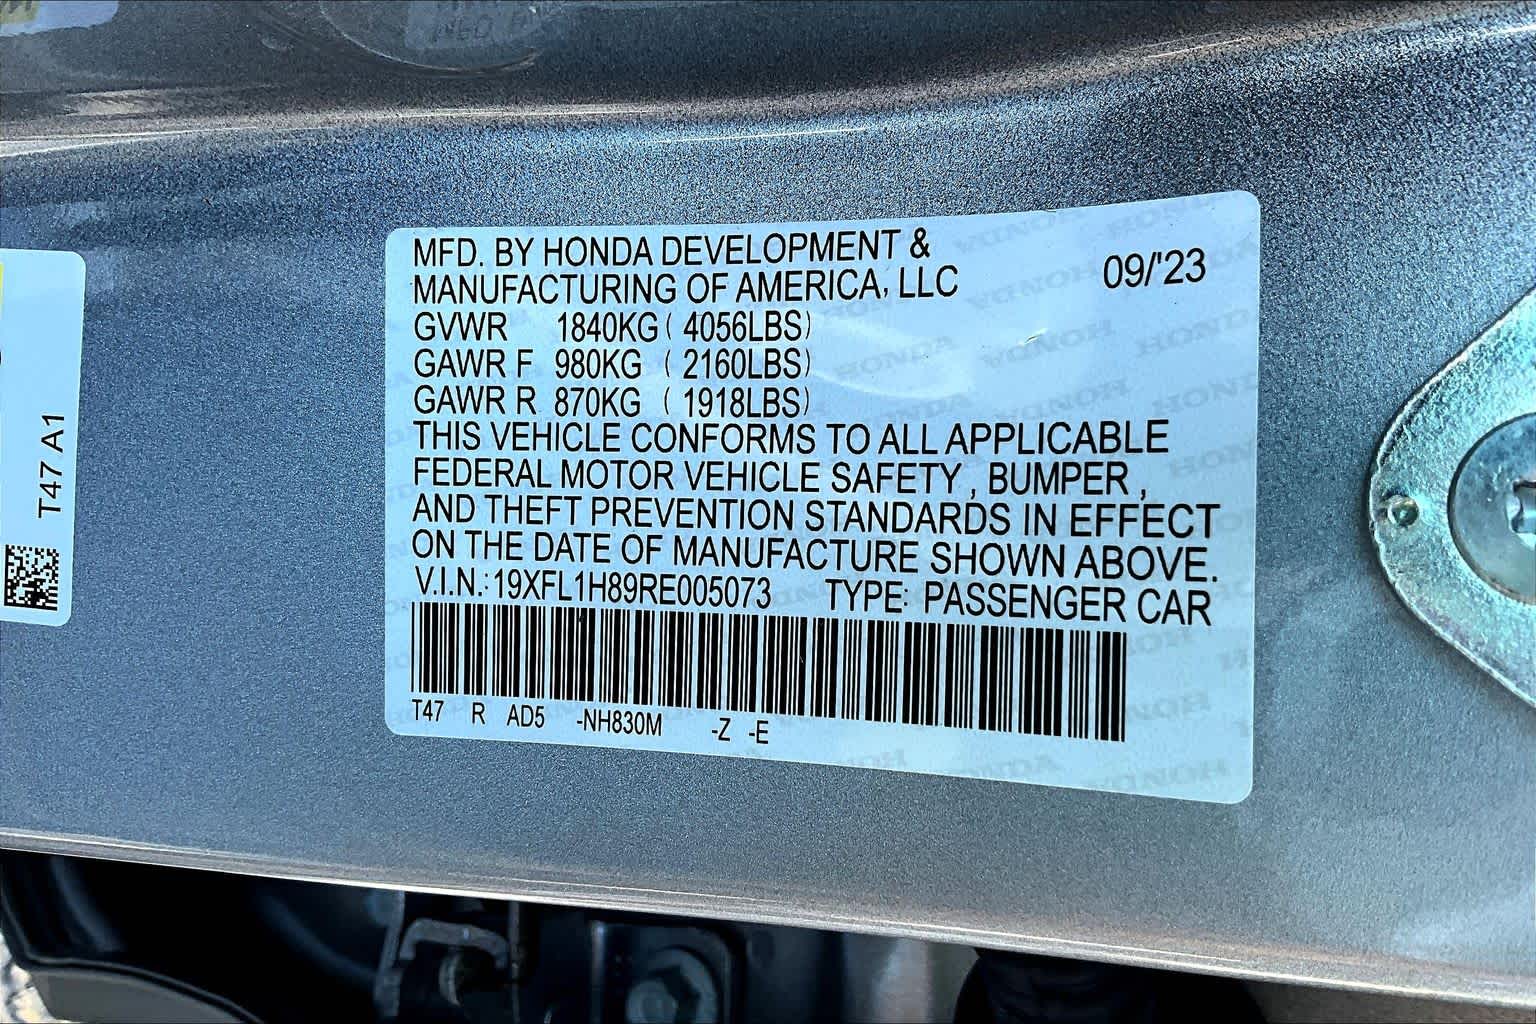 MFD. BY HONDA DEVELOPMENT &
MANUFACTURING OF AMERICA, LLC
09/'23
GVWR 1840KG ( 4056LBS)
GAWR F 980KG ( 2160LBS)
GAWR R 870KG ( 1918LBS)
THIS VEHICLE CONFORMS TO ALL APPLICABLE
FEDERAL MOTOR VEHICLE SAFETY , BUMPER ,
AND THEFT PREVENTION STANDARDS IN EFFECT
ON THE DATE OF MANUFACTURE SHOWN ABOVE.
V.I.N.: 19XFL1H89RE005073 TYPE: PASSENGER CAR
T47 R AD5 -NH830M -Z -E
T47 A1